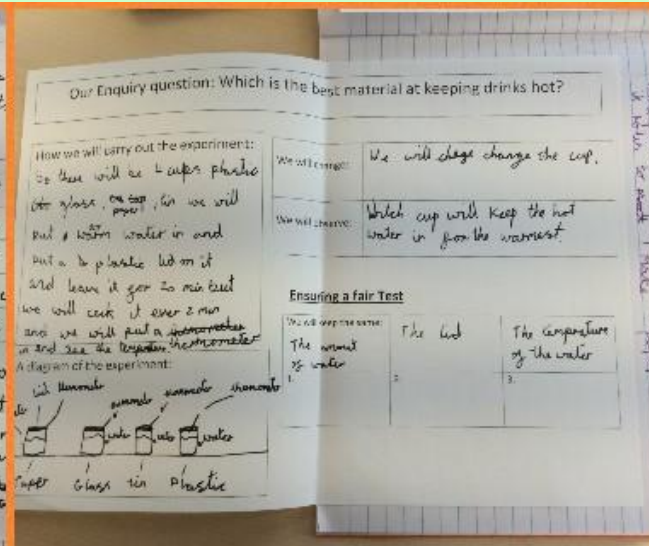 Our Enquiry question: Which is the best material at keeping drinks hot?
How we will carry out the experiment:
there will be 4 cups plastic
glass, paper, tin we will
put warm water in and
put a plastic lid on it
and leave it for 20 min but
we will ceck it ever 2 min
and we will put a
in and see the thermometer
A diagram of the experiment:
lid thermometer
thermometer
water
water
Paper Glass tin Plastic
We will change:
We will chage change the cup.
We will observe:
Witch cup will keep the hot
water in for the warmest.
Ensuring a fair Test
We will keep the same:
The amount
of water
1.
The lid
2.
The temprature
of the water
3.